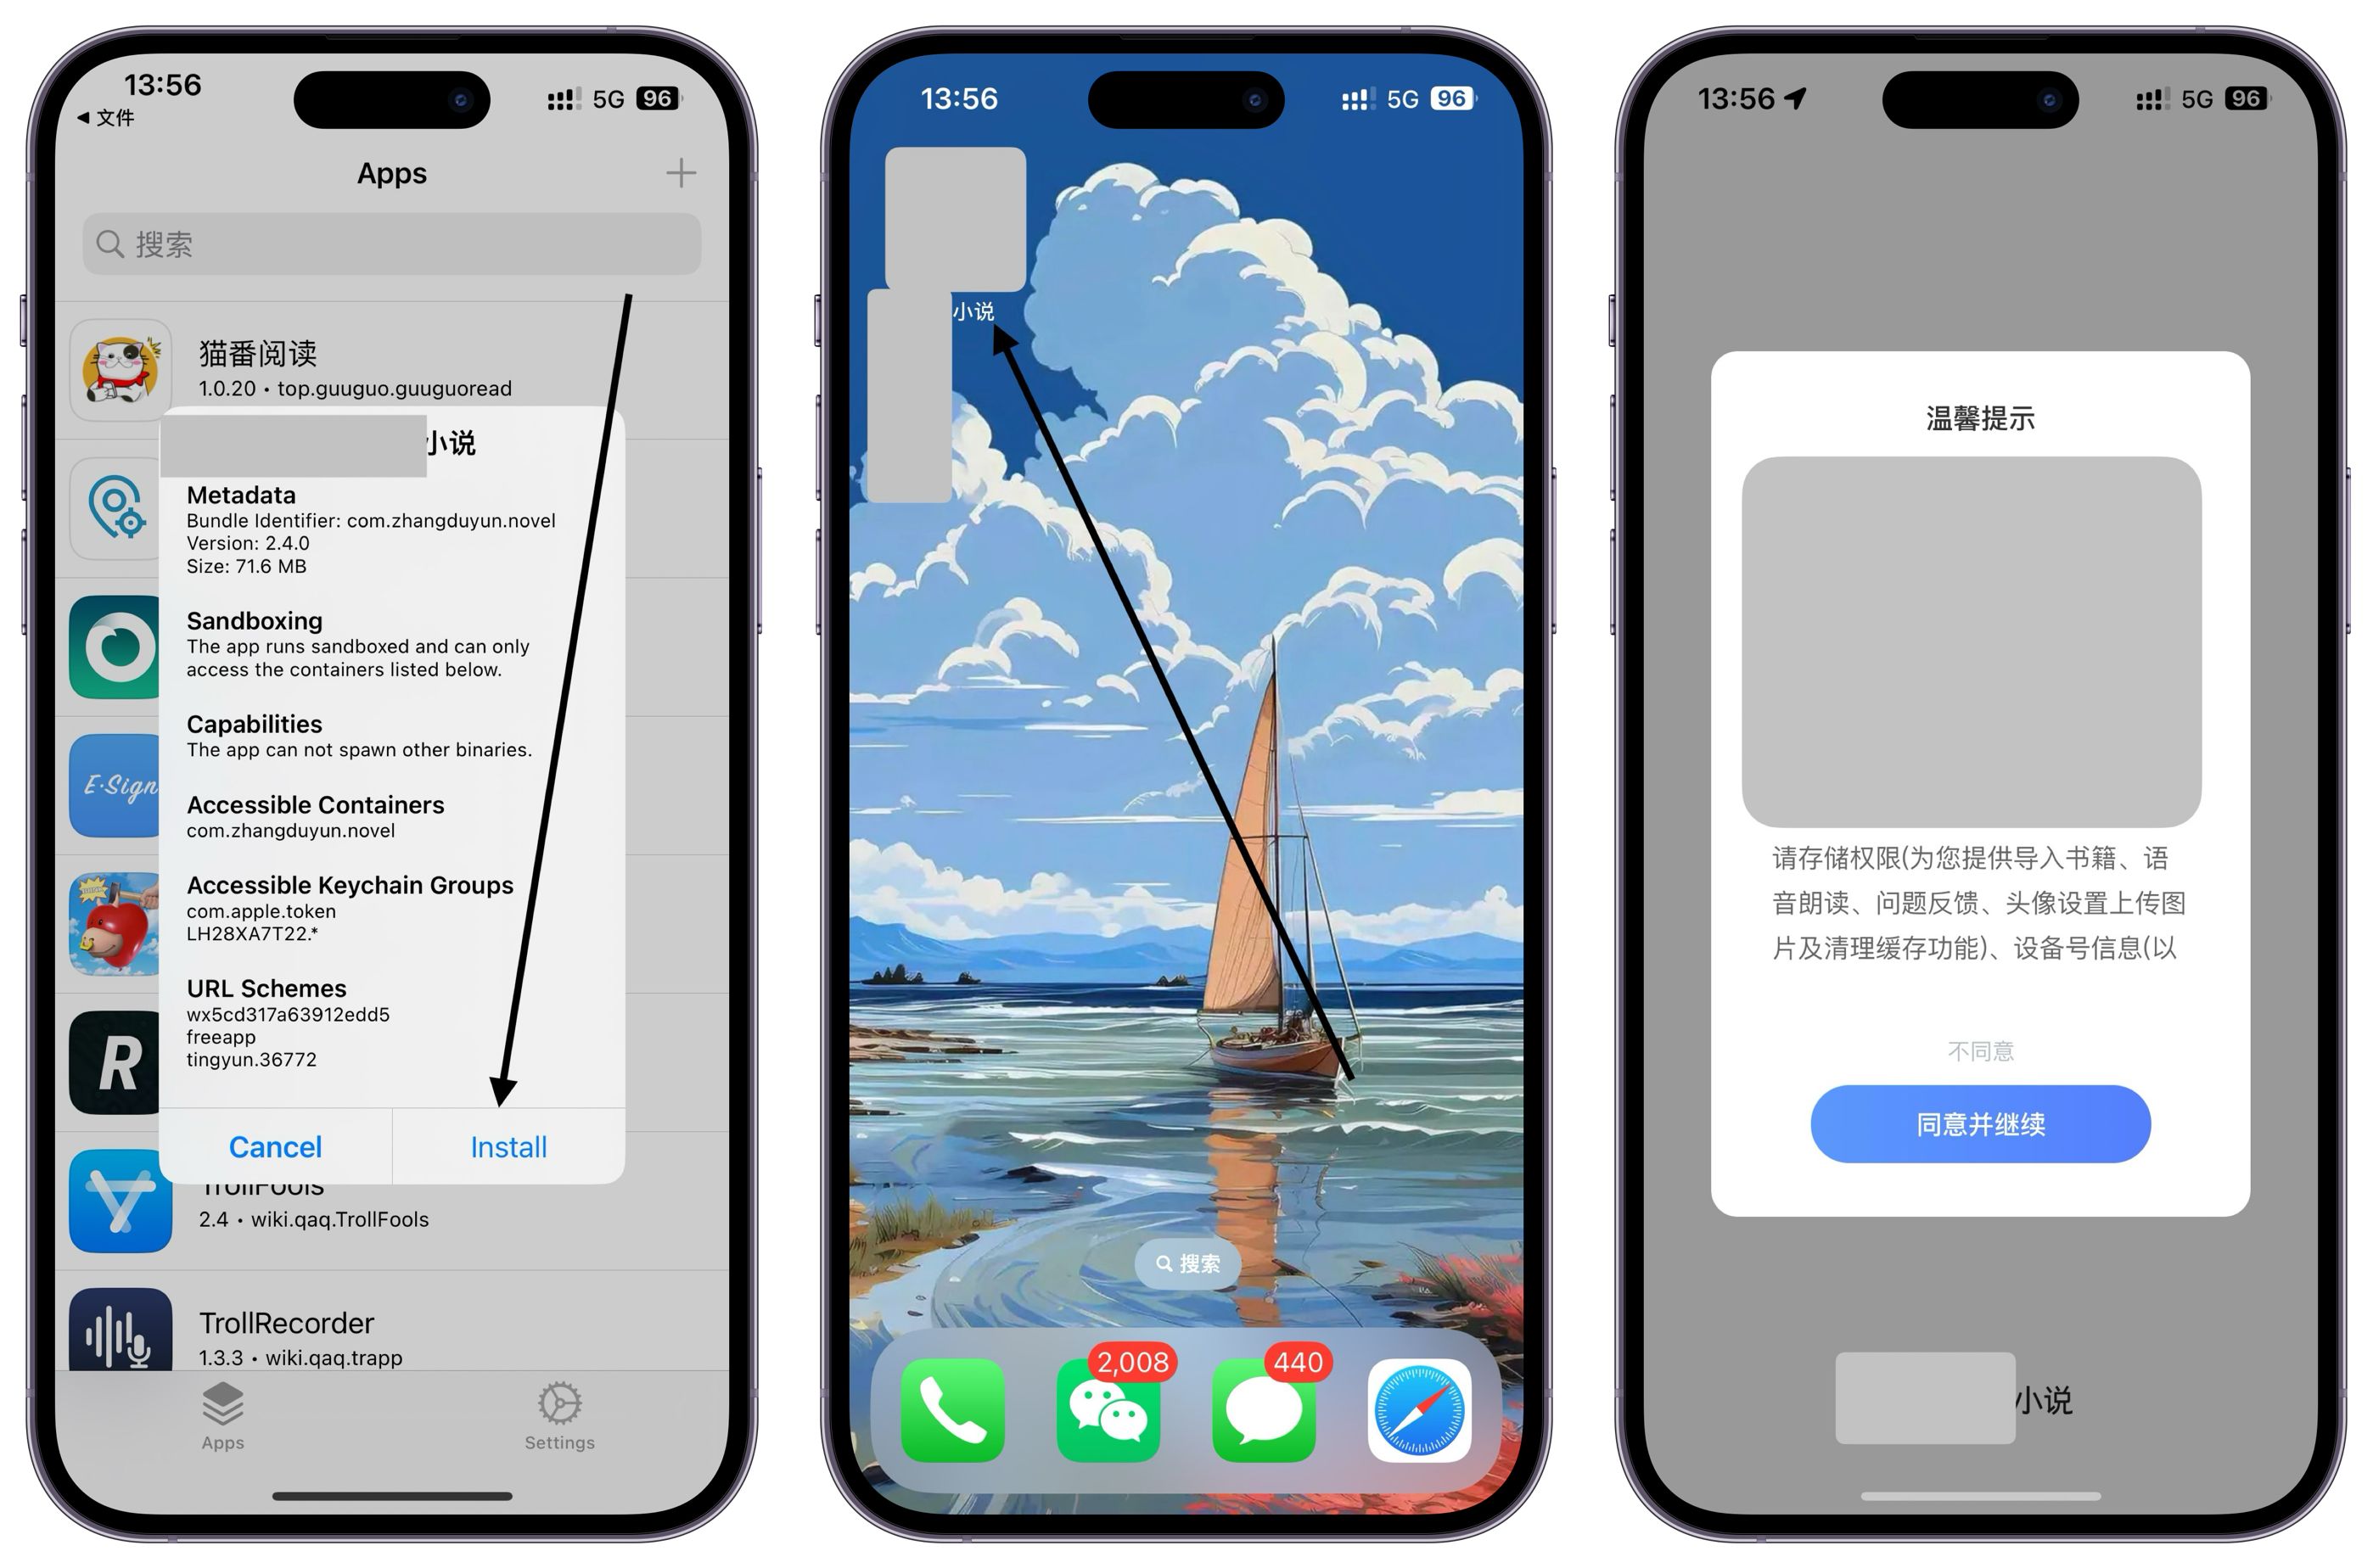 13:56
5G 96
◀ 文件
Apps
搜索
猫番阅读
1.0.20 • top.guuguo.guuguoread
小说
Metadata
Bundle Identifier: com.zhangduyun.novel
Version: 2.4.0
Size: 71.6 MB
Sandboxing
The app runs sandboxed and can only
access the containers listed below.
Capabilities
The app can not spawn other binaries.
Accessible Containers
com.zhangduyun.novel
Accessible Keychain Groups
com.apple.token
LH28XA7T22.*
URL Schemes
wx5cd317a63912edd5
freeapp
tingyun.36772
Cancel
Install
E·Sign
R
TrollFools
2.4 • wiki.qaq.TrollFools
TrollRecorder
1.3.3 • wiki.qaq.trapp
Apps
Settings
13:56
5G 96
小说
搜索
2,008
440
13:56
5G 96
温馨提示
请存储权限(为您提供导入书籍、语
音朗读、问题反馈、头像设置上传图
片及清理缓存功能)、设备号信息(以
不同意
同意并继续
小说